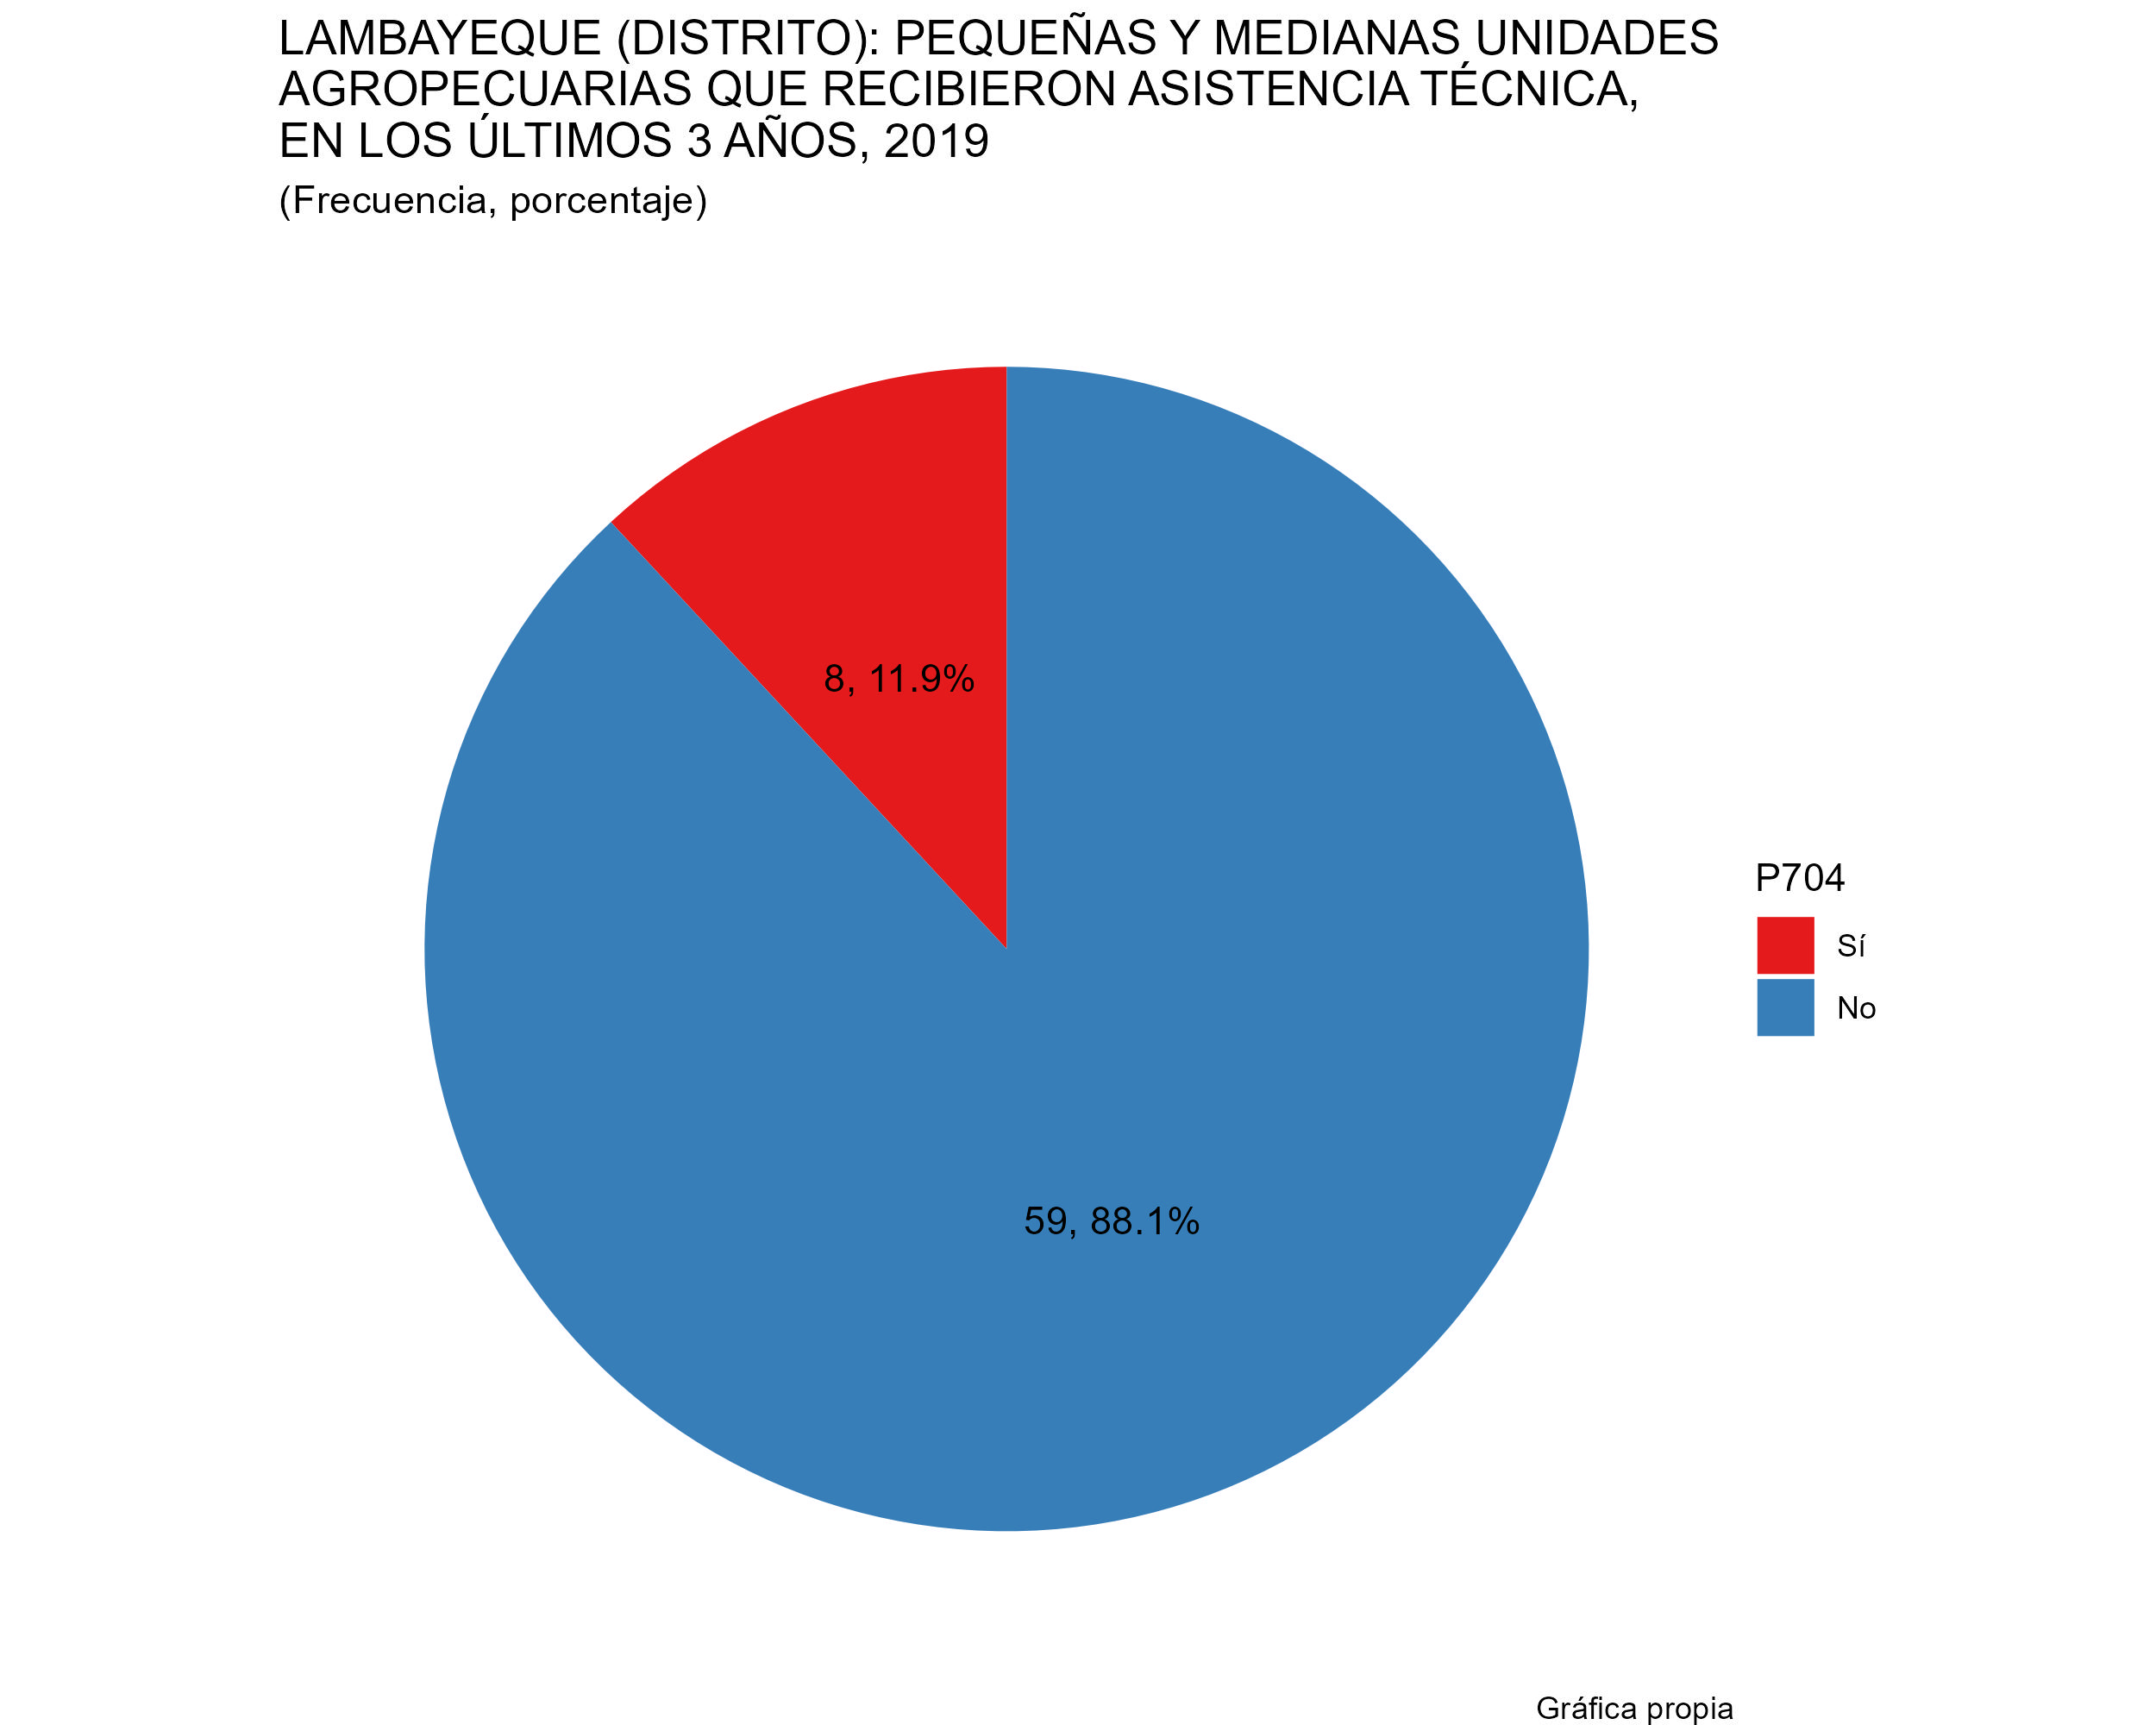 LAMBAYEQUE (DISTRITO): PEQUEÑAS Y MEDIANAS UNIDADES
AGROPECUARIAS QUE RECIBIERON ASISTENCIA TÉCNICA,
EN LOS ÚLTIMOS 3 AÑOS, 2019
(Frecuencia, porcentaje)
8, 11.9%
P704
Sí
No
59, 88.1%
Gráfica propia